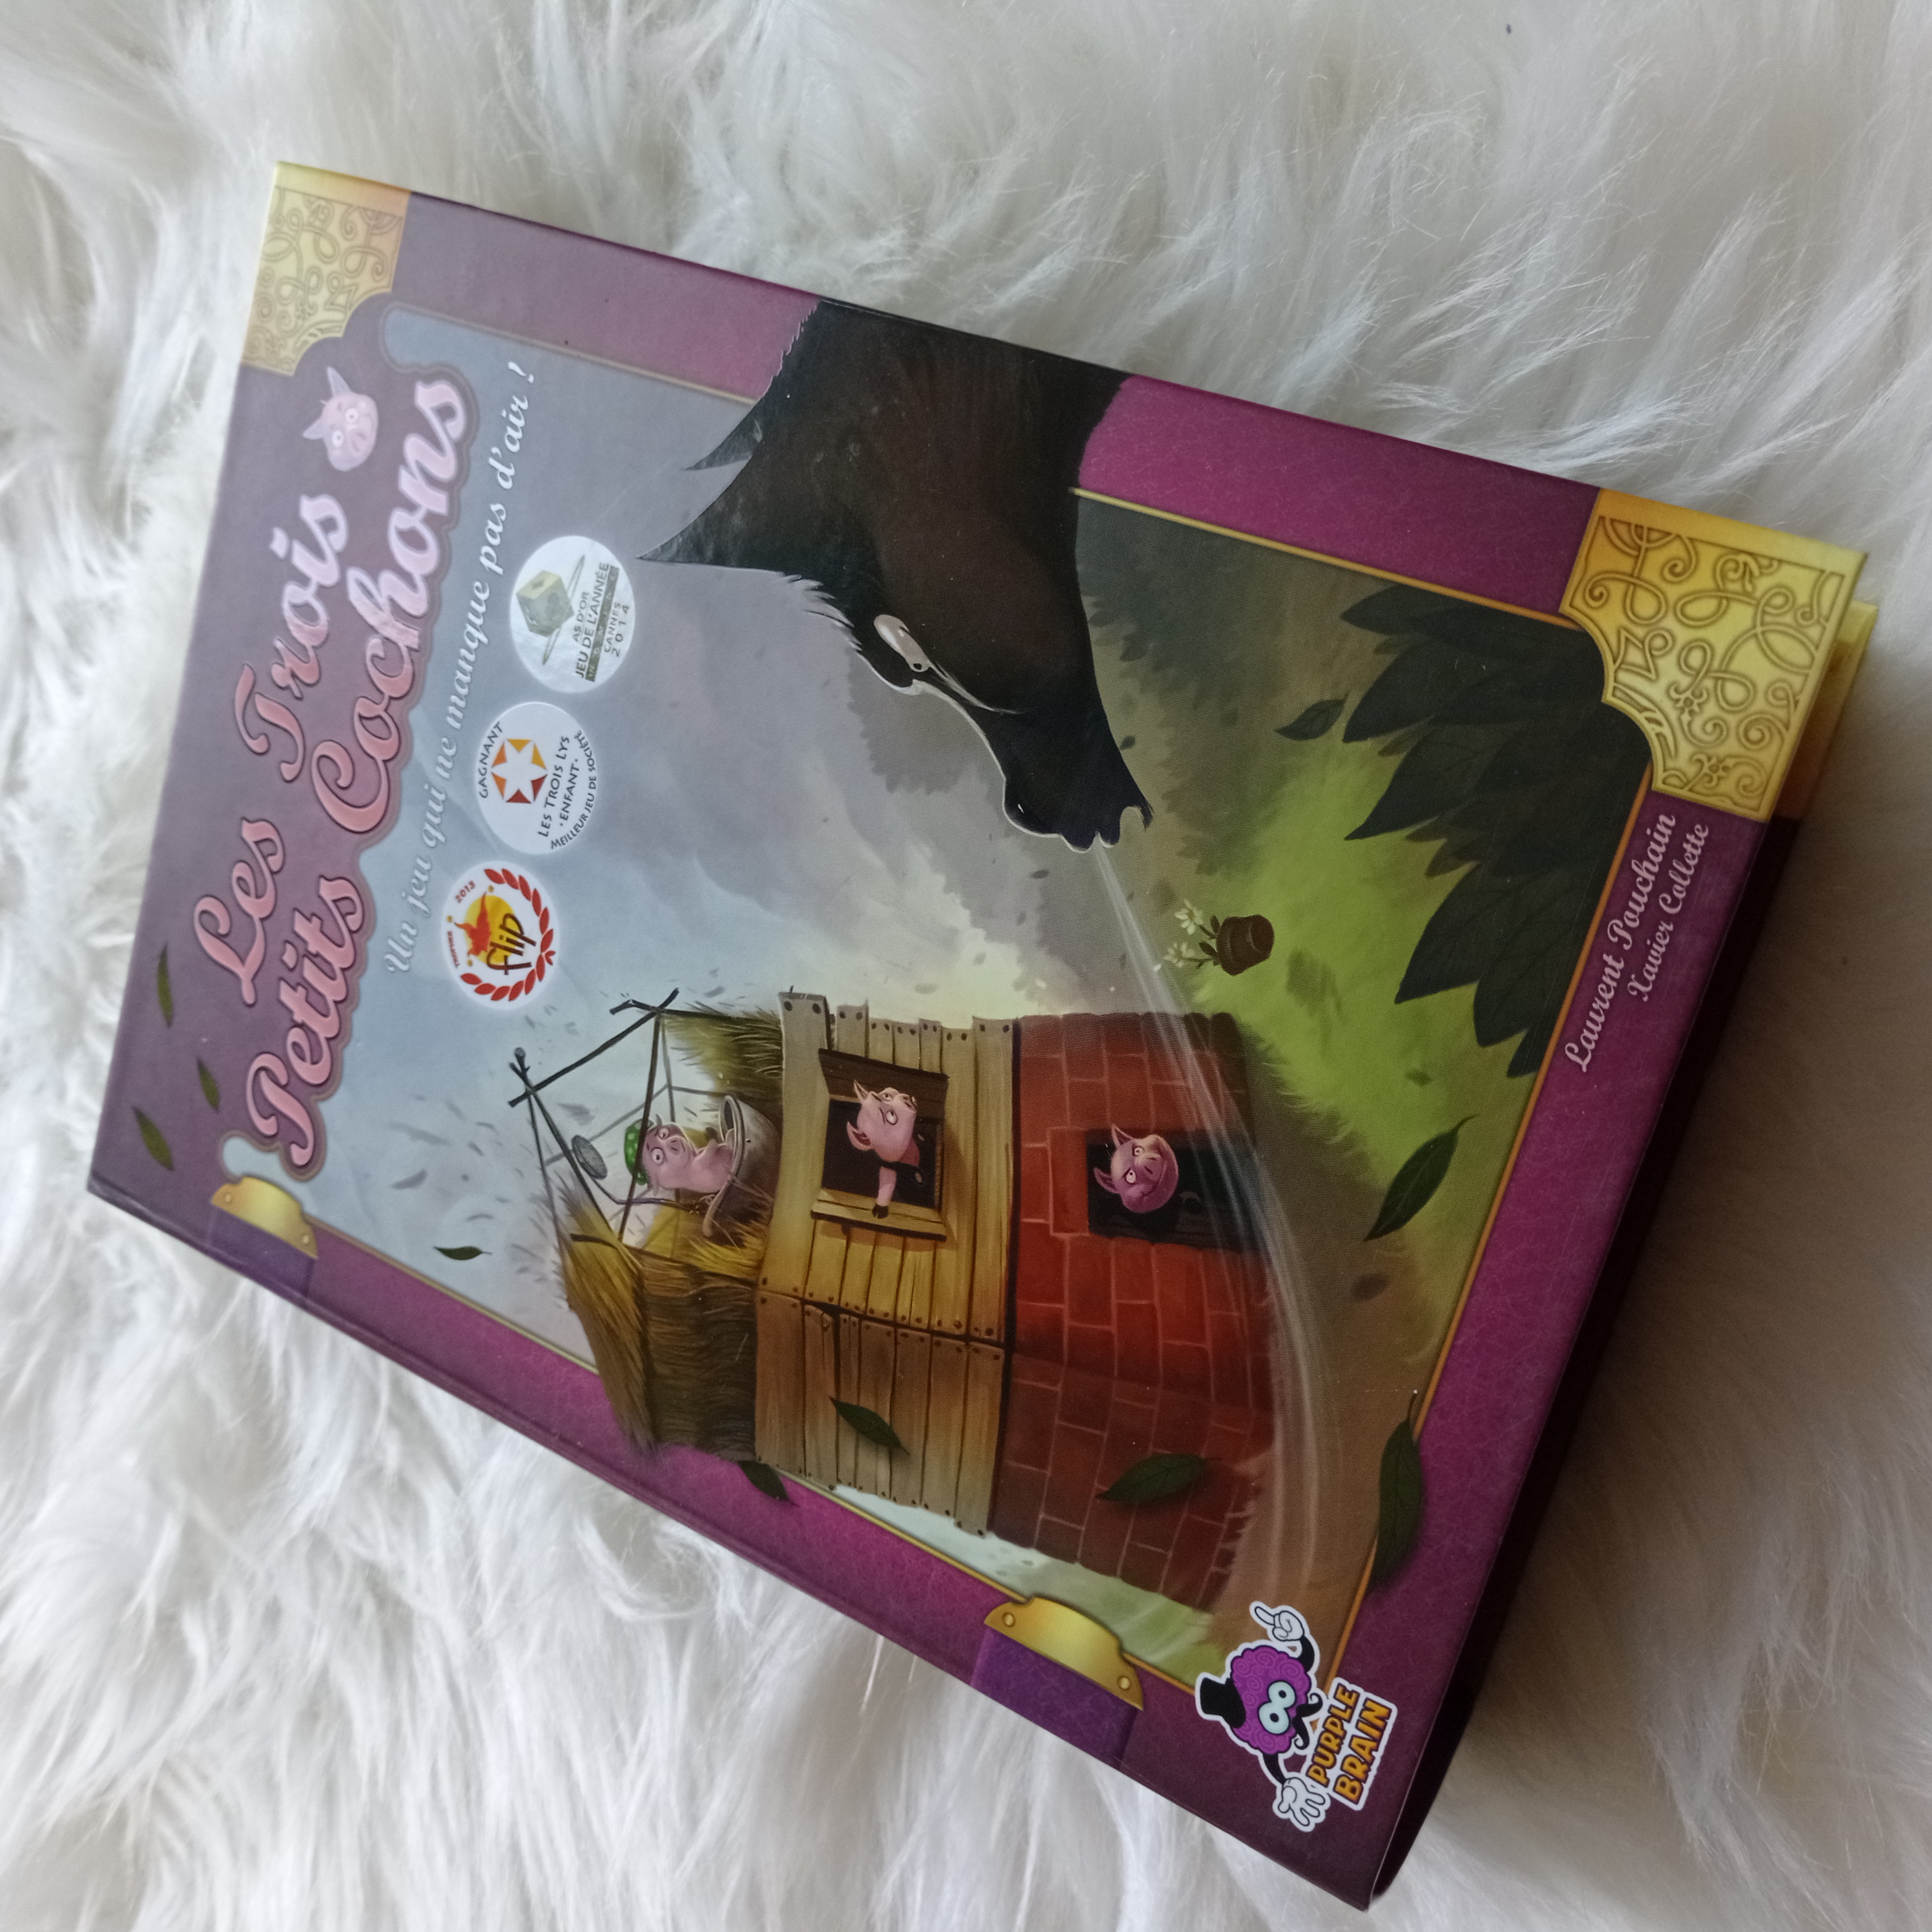 Les Trois
Petits Cochons
Un jeu qui ne manque pas d'air !
TROPHÉE 2013
flip
GAGNANT
LES TROIS LYS
· ENFANT ·
MEILLEUR JEU DE SOCIÉTÉ
AS D'OR
JEU DE L'ANNÉE
CANNES
2014
PURPLE
BRAIN
Laurent Pouchain
Xavier Collette